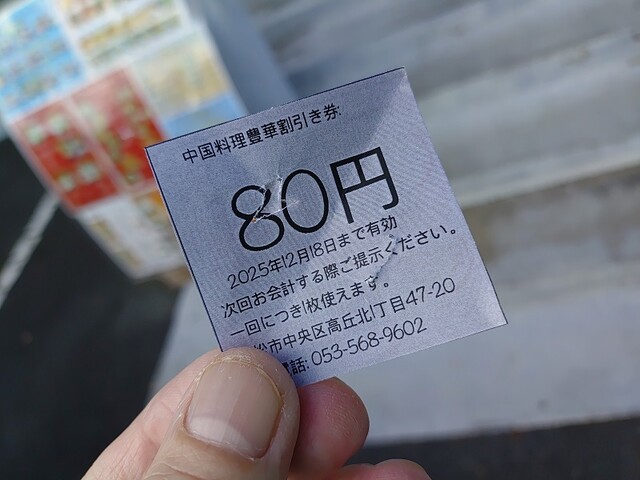 中国料理豊華割引き券
80円
2025年12月18日まで有効
次回お会計する際ご提示ください。
一回につき1枚使えます。
松市中央区高丘北1丁目47-20
電話: 053-568-9602